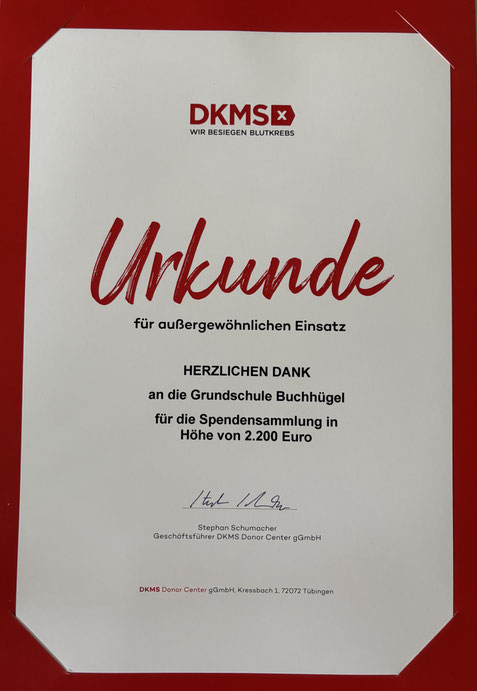 DKMS x
WIR BESIEGEN BLUTKREBS
Urkunde
für außergewöhnlichen Einsatz
HERZLICHEN DANK
an die Grundschule Buchhügel
für die Spendensammlung in
Höhe von 2.200 Euro
Stephan Schumacher
Geschäftsführer DKMS Donor Center gGmbH
DKMS Donor Center gGmbH, Kressbach 1, 72072 Tübingen